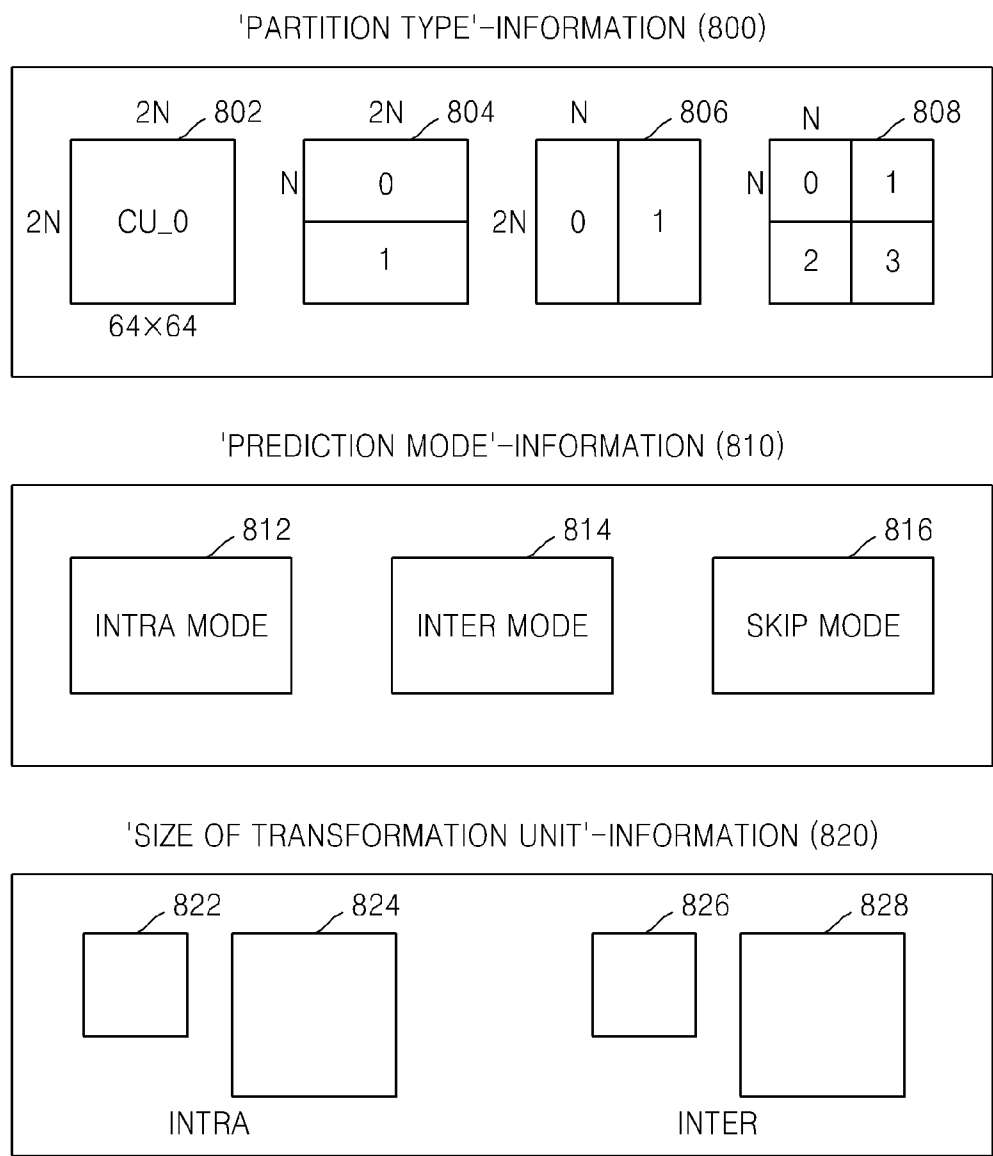 'PARTITION TYPE'-INFORMATION (800)
2N 802 2N 804 N 806 N 808
2N CU_0 N 0 1 2N 0 1 N 0 1 2 3
64×64
'PREDICTION MODE'-INFORMATION (810)
812 814 816
INTRA MODE INTER MODE SKIP MODE
'SIZE OF TRANSFORMATION UNIT'-INFORMATION (820)
822 824 826 828
INTRA INTER